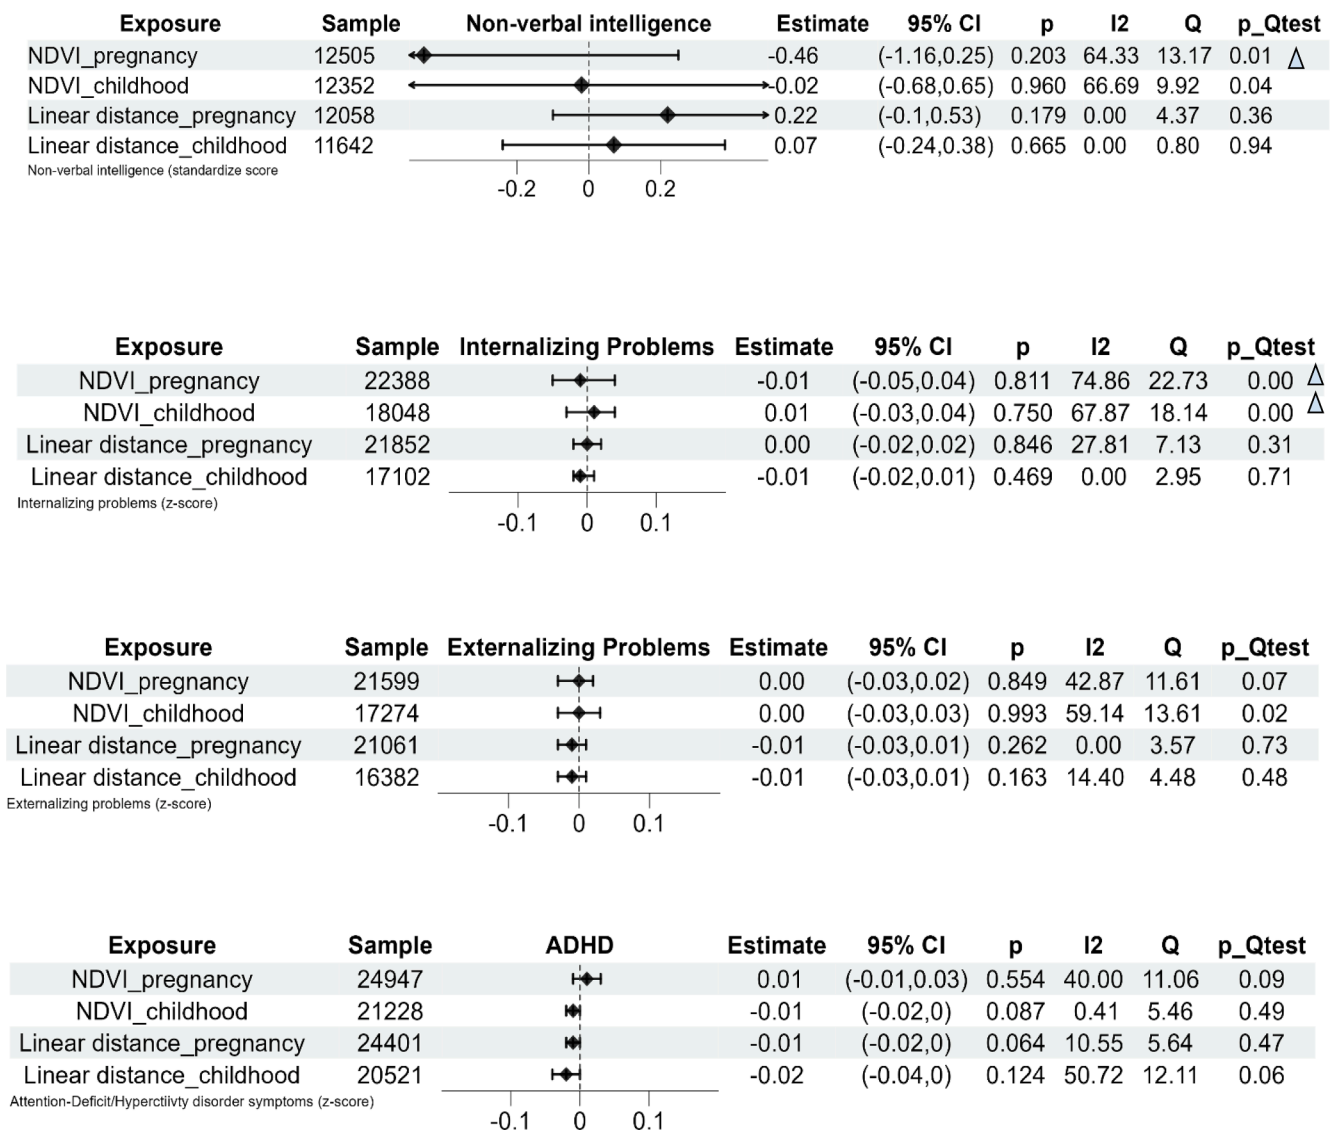 Exposure Sample Non-verbal intelligence Estimate 95% CI p I2 Q p_Qtest
NDVI_pregnancy 12505 -0.46 (-1.16,0.25) 0.203 64.33 13.17 0.01
NDVI_childhood 12352 -0.02 (-0.68,0.65) 0.960 66.69 9.92 0.04
Linear distance_pregnancy 12058 0.22 (-0.1,0.53) 0.179 0.00 4.37 0.36
Linear distance_childhood 11642 0.07 (-0.24,0.38) 0.665 0.00 0.80 0.94
Non-verbal intelligence (standardize score
-0.2 0 0.2
Exposure Sample Internalizing Problems Estimate 95% CI p I2 Q p_Qtest
NDVI_pregnancy 22388 -0.01 (-0.05,0.04) 0.811 74.86 22.73 0.00
NDVI_childhood 18048 0.01 (-0.03,0.04) 0.750 67.87 18.14 0.00
Linear distance_pregnancy 21852 0.00 (-0.02,0.02) 0.846 27.81 7.13 0.31
Linear distance_childhood 17102 -0.01 (-0.02,0.01) 0.469 0.00 2.95 0.71
Internalizing problems (z-score)
-0.1 0 0.1
Exposure Sample Externalizing Problems Estimate 95% CI p I2 Q p_Qtest
NDVI_pregnancy 21599 0.00 (-0.03,0.02) 0.849 42.87 11.61 0.07
NDVI_childhood 17274 0.00 (-0.03,0.03) 0.993 59.14 13.61 0.02
Linear distance_pregnancy 21061 -0.01 (-0.03,0.01) 0.262 0.00 3.57 0.73
Linear distance_childhood 16382 -0.01 (-0.03,0.01) 0.163 14.40 4.48 0.48
Externalizing problems (z-score)
-0.1 0 0.1
Exposure Sample ADHD Estimate 95% CI p I2 Q p_Qtest
NDVI_pregnancy 24947 0.01 (-0.01,0.03) 0.554 40.00 11.06 0.09
NDVI_childhood 21228 -0.01 (-0.02,0) 0.087 0.41 5.46 0.49
Linear distance_pregnancy 24401 -0.01 (-0.02,0) 0.064 10.55 5.64 0.47
Linear distance_childhood 20521 -0.02 (-0.04,0) 0.124 50.72 12.11 0.06
Attention-Deficit/Hyperctiivty disorder symptoms (z-score)
-0.1 0 0.1